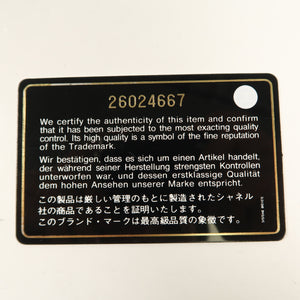 26024667
We certify the authenticity of this item and confirm
that it has been subjected to the most exacting quality
control. Its high quality is a symbol of the fine reputation
of the Trademark.
Wir bestätigen, dass es sich um einen Artikel handelt,
der während seiner Herstellung strengsten Kontrollen
unterworfen war, und dessen erstklassige Qualität
dem hohen Ansehen unserer Marke entspricht.
この製品は厳しい管理のもとに製造されたシャネル
社の商品であることを証明いたします。
このブランド・マークは最高級品質の象徴です。